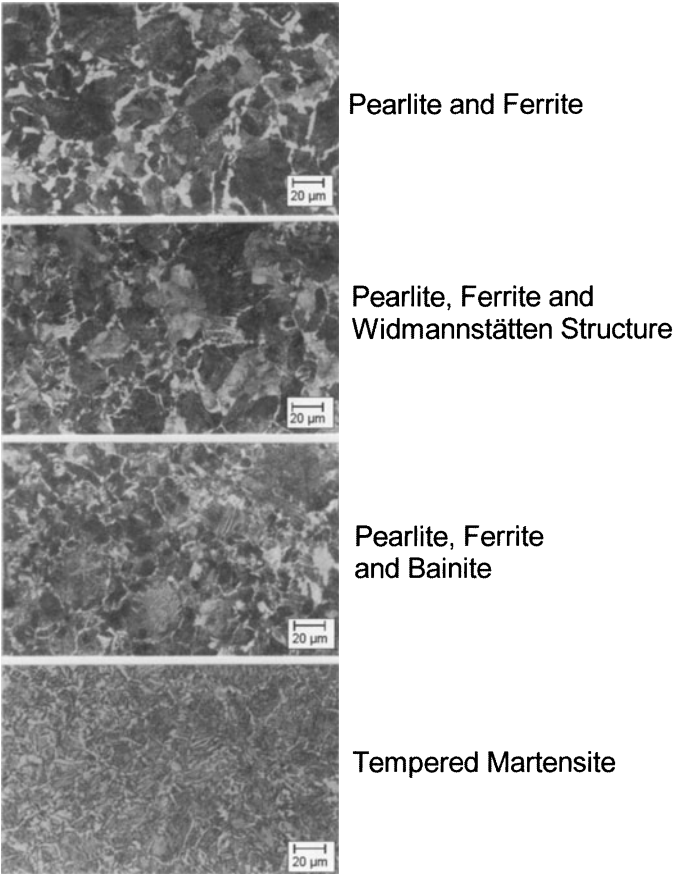 Pearlite and Ferrite
20 µm
Pearlite, Ferrite and
Widmannstätten Structure
20 µm
Pearlite, Ferrite
and Bainite
20 µm
Tempered Martensite
20 µm